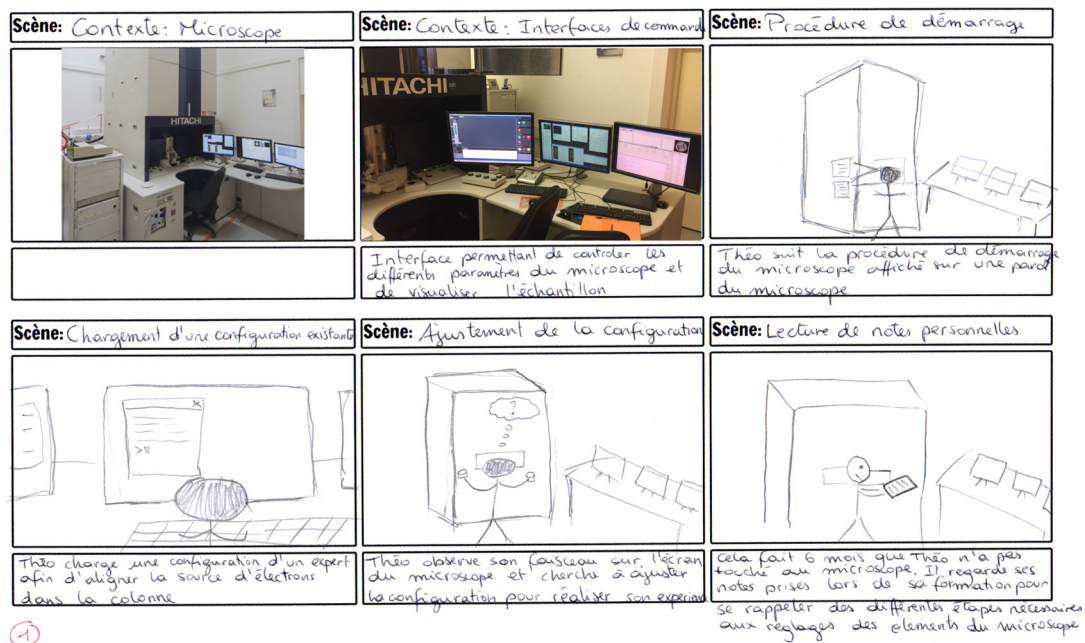 Scène: Contexte: Microscope
Scène: Contexte: Interfaces de command
Scène: Procédure de démarrage
HITACHI
HITACHI
Interface permettant de controler les
différents paramètres du microscope et
de visualiser l'échantillon
Théo suit la procédure de démarrage
du microscope affiché sur une paroi
du microscope
Scène: Chargement d'une configuration existante
Scène: Ajustement de la configuration
Scène: Lecture de notes personnelles
?
Théo charge une configuration d'un expert
afin d'aligner la source d'électrons
dans la colonne
Théo observe son faisceau sur l'écran
du microscope et cherche à ajuster
la configuration pour réaliser son experim
Cela fait 6 mois que Théo n'a pas
touché au microscope. Il regarde ses
notes prises lors de sa formation pour
se rappeler des différentes étapes nécessaires
aux réglages des elements du microscope
1